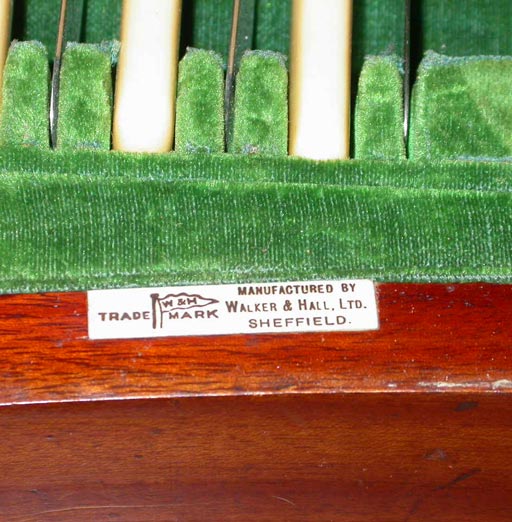 TRADE W&H MARK
MANUFACTURED BY
WALKER & HALL, LTD.
SHEFFIELD.